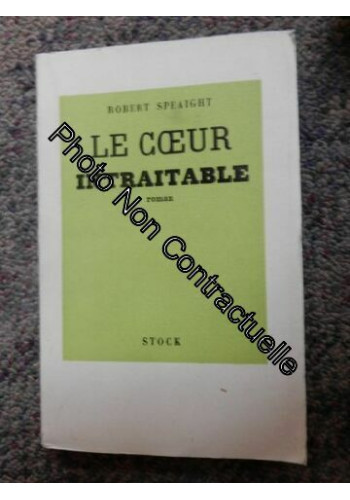 ROBERT SPEAIGHT
LE CŒUR
INTRAITABLE
roman
Photo Non Contractuelle
STOCK